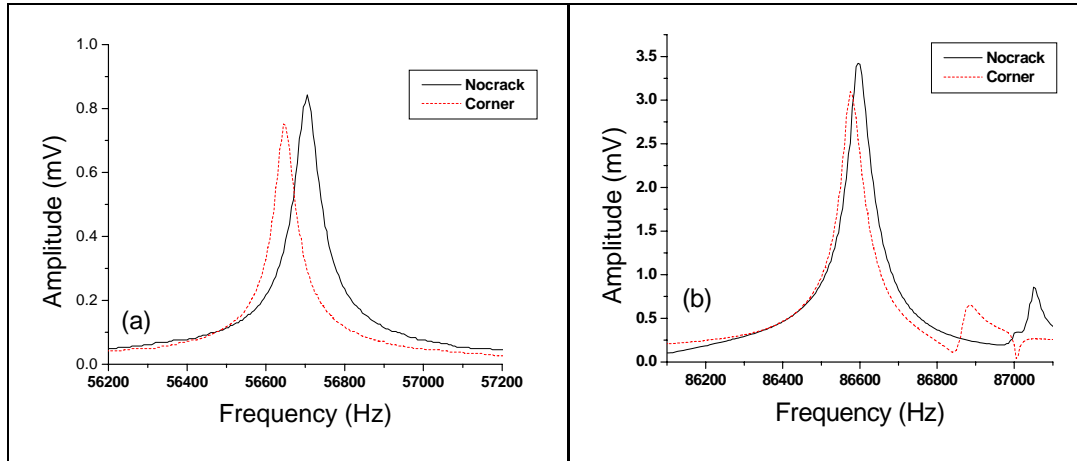 1.0
0.8
0.6
0.4
0.2
0.0
Amplitude (mV)
Nocrack
Corner
(a)
56200 56400 56600 56800 57000 57200
Frequency (Hz)
3.5
3.0
2.5
2.0
1.5
1.0
0.5
0.0
Amplitude (mV)
Nocrack
Corner
(b)
86200 86400 86600 86800 87000
Frequency (Hz)